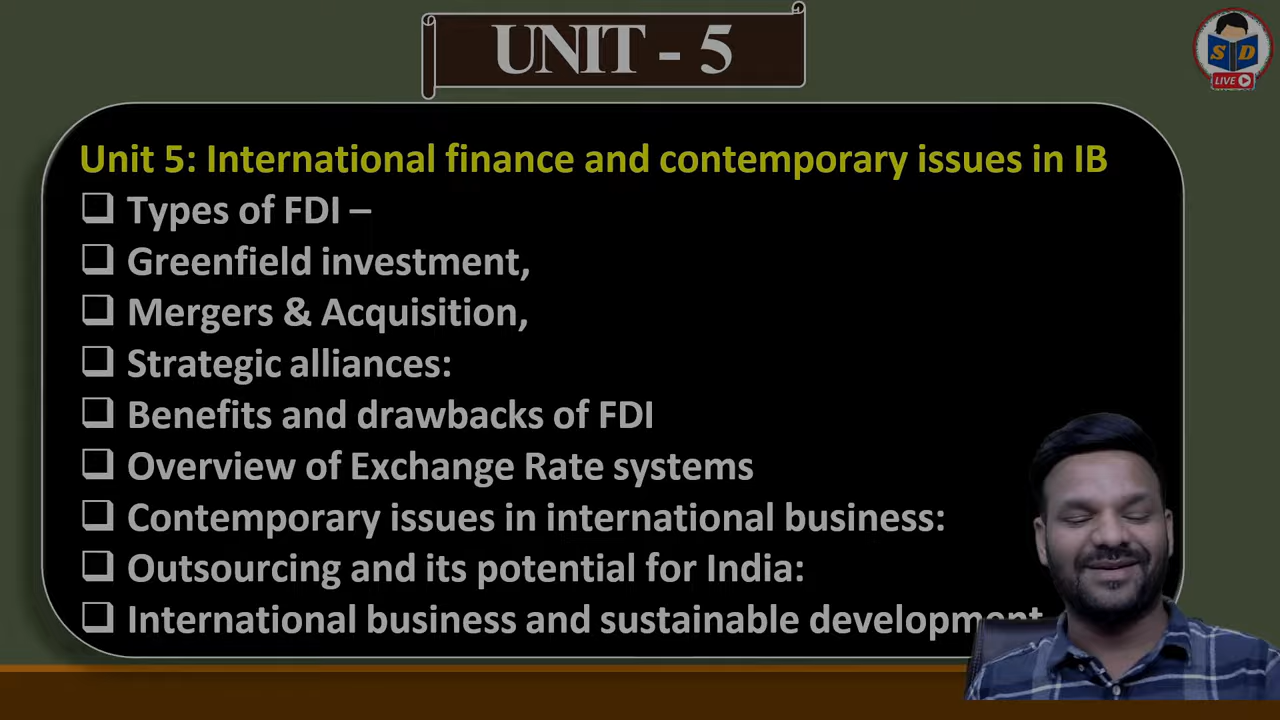 UNIT - 5
S D
LIVE
Unit 5: International finance and contemporary issues in IB
Types of FDI –
Greenfield investment,
Mergers & Acquisition,
Strategic alliances:
Benefits and drawbacks of FDI
Overview of Exchange Rate systems
Contemporary issues in international business:
Outsourcing and its potential for India:
International business and sustainable development